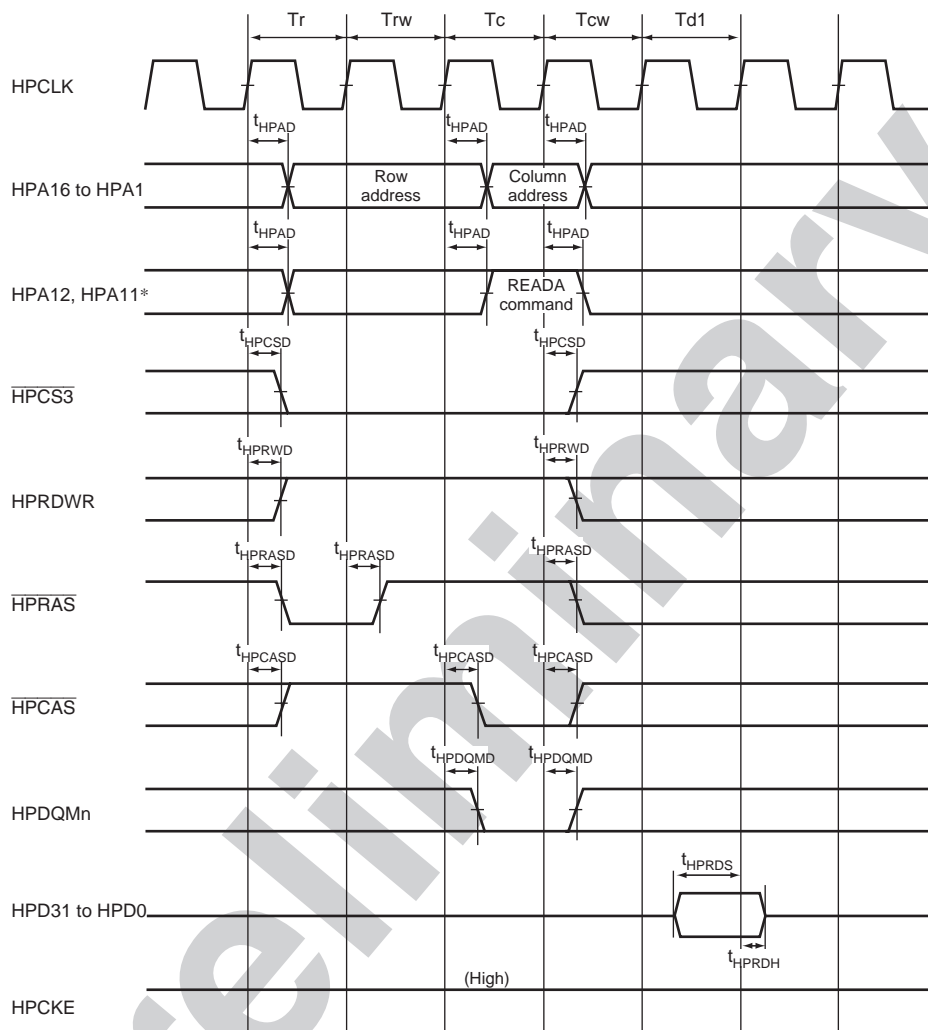 Tr Trw Tc Tcw Td1
HPCLK
tHPAD tHPAD tHPAD
HPA16 to HPA1
Row address
Column address
tHPAD tHPAD tHPAD
HPA12, HPA11*
READA command
tHPCSD tHPCSD
HPCS3
tHPRWD tHPRWD
HPRDWR
tHPRASD tHPRASD tHPRASD
HPRAS
tHPCASD tHPCASD tHPCASD
HPCAS
tHPDQMD tHPDQMD
HPDQMn
tHPRDS
HPD31 to HPD0
tHPRDH
(High)
HPCKE
reliminary